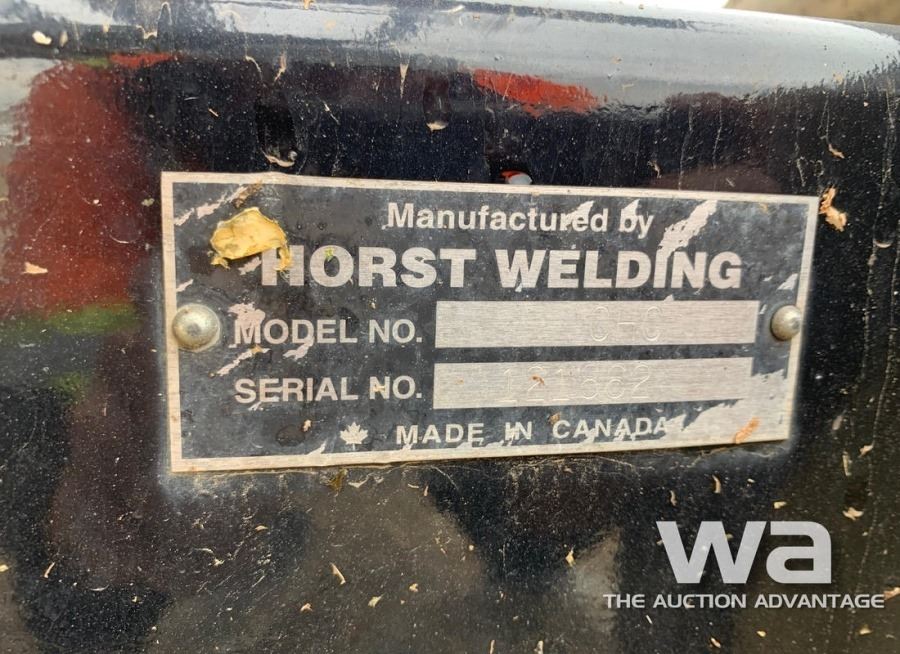 Manufactured by
HORST WELDING
MODEL NO.
SERIAL NO.
MADE IN CANADA
wa
THE AUCTION ADVANTAGE